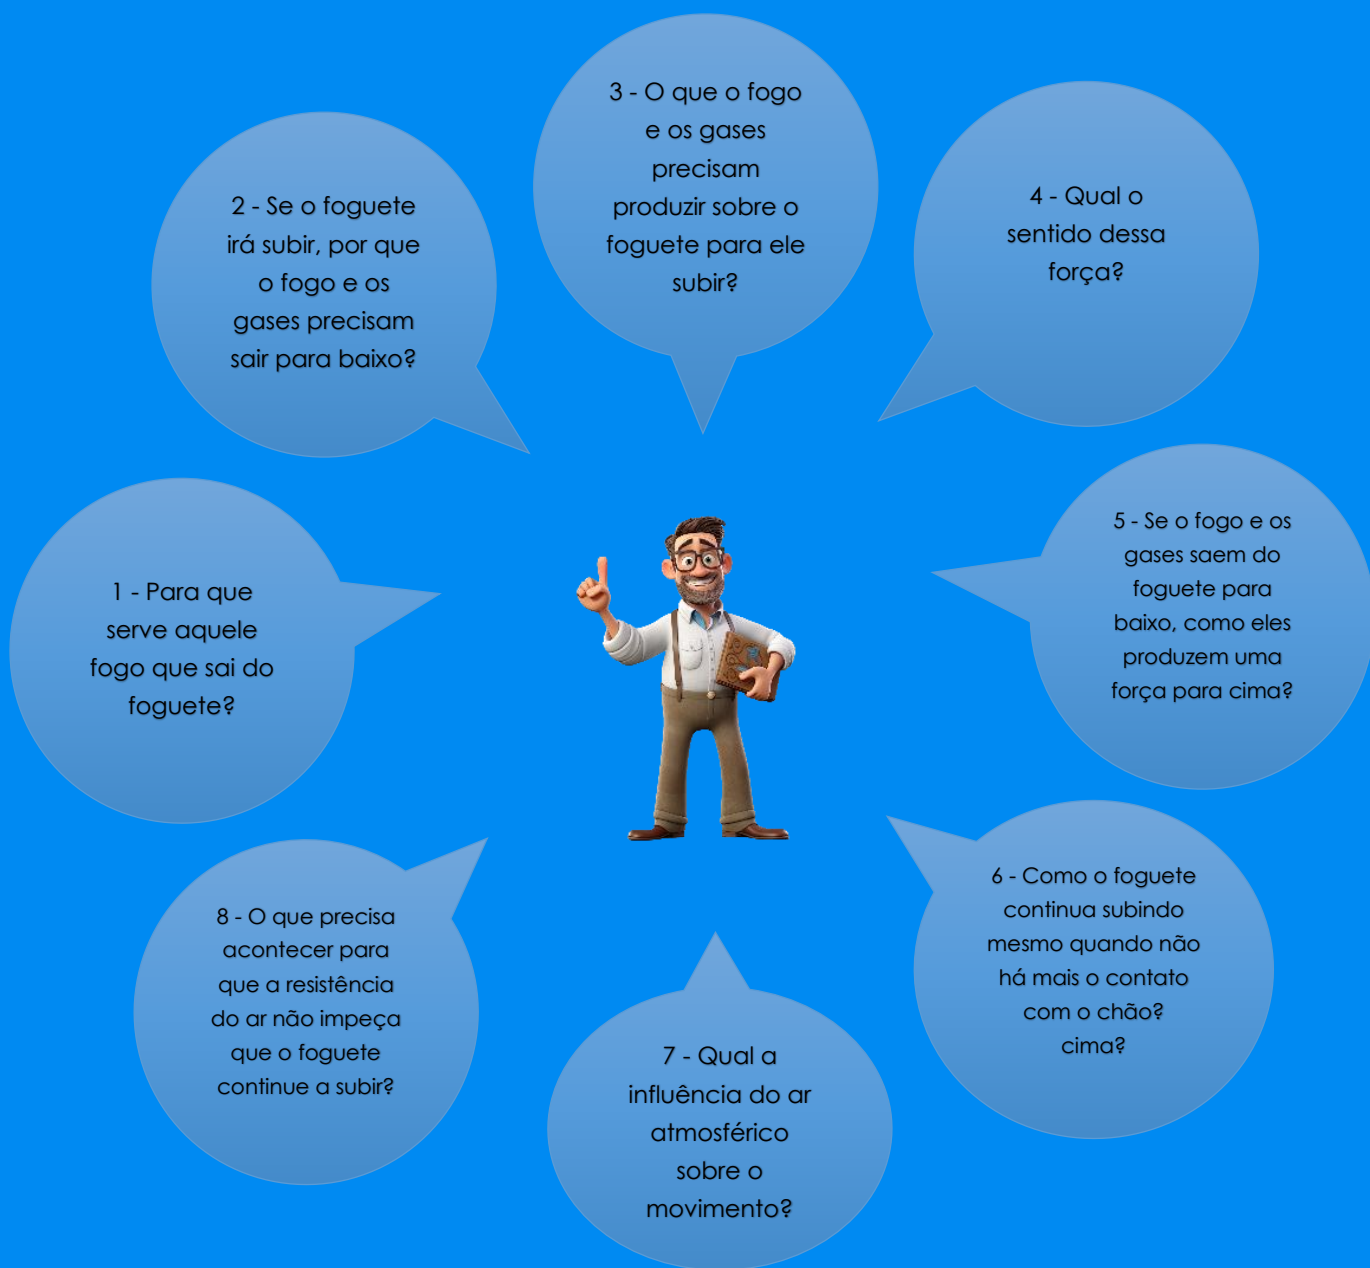 1 - Para que
serve aquele
fogo que sai do
foguete?
2 - Se o foguete
irá subir, por que
o fogo e os
gases precisam
sair para baixo?
3 - O que o fogo
e os gases
precisam
produzir sobre o
foguete para ele
subir?
4 - Qual o
sentido dessa
força?
5 - Se o fogo e os
gases saem do
foguete para
baixo, como eles
produzem uma
força para cima?
6 - Como o foguete
continua subindo
mesmo quando não
há mais o contato
com o chão?
cima?
7 - Qual a
influência do ar
atmosférico
sobre o
movimento?
8 - O que precisa
acontecer para
que a resistência
do ar não impeça
que o foguete
continue a subir?